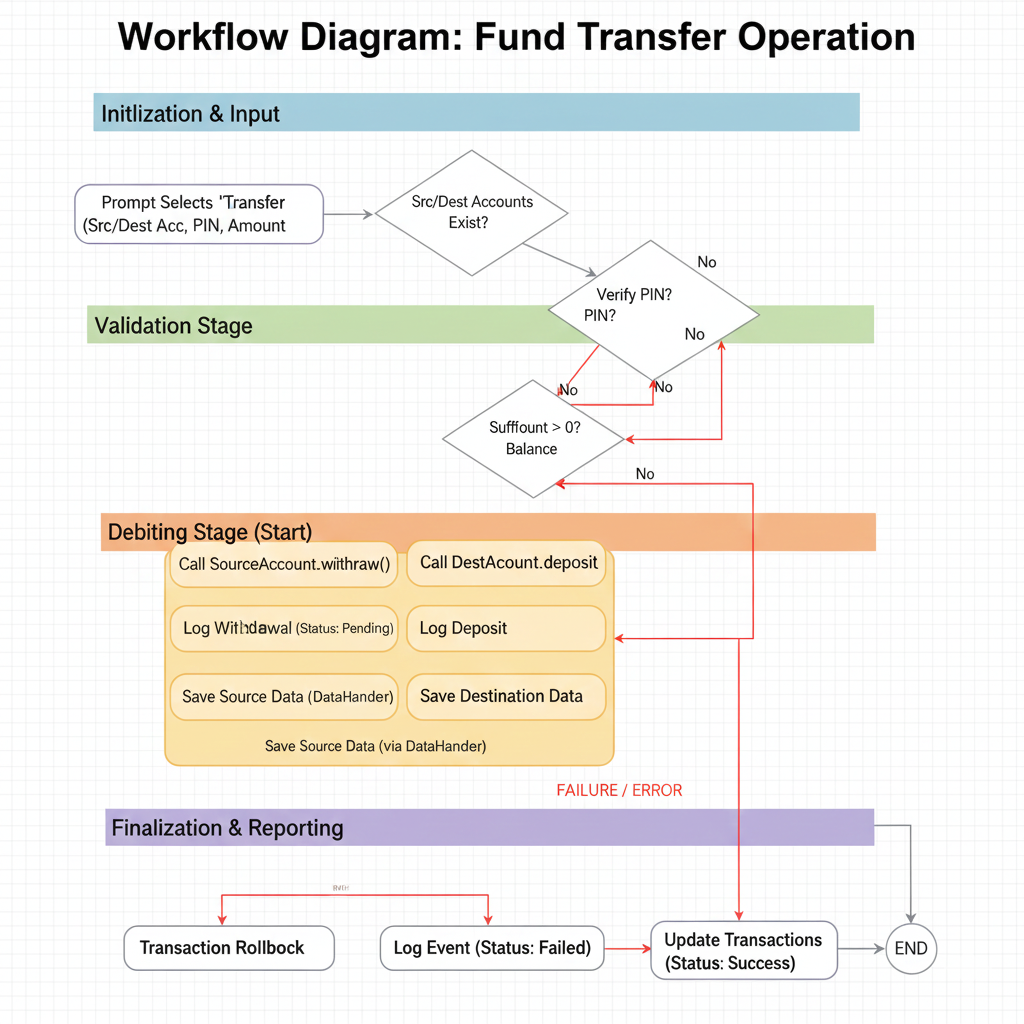 Workflow Diagram: Fund Transfer Operation
Initlization & Input
Prompt Selects 'Transfer
(Src/Dest Acc, PIN, Amount
Src/Dest Accounts
Exist?
No
Verify PIN?
PIN?
Validation Stage
No
No
No
Sufffount > 0?
Balance
No
Debiting Stage (Start)
Call SourceAccount.withraw()
Call DestAcount.deposit
Log Withdawal (Status: Pending)
Log Deposit
Save Source Data (DataHander)
Save Destination Data
Save Source Data (via DataHander)
FAILURE / ERROR
Finalization & Reporting
Transaction Rollbock
Log Event (Status: Failed)
Update Transactions
(Status: Success)
END